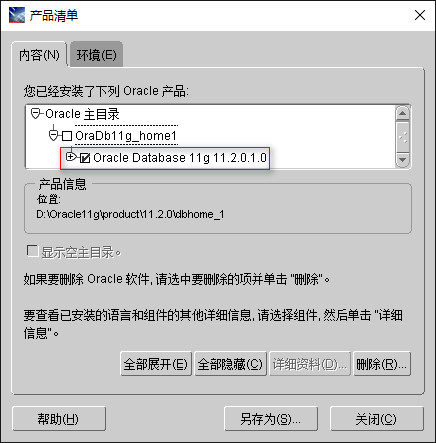 产品清单
内容(N) 环境(E)
您已经安装了下列 Oracle 产品:
Oracle 主目录
OraDb11g_home1
Oracle Database 11g 11.2.0.1.0
产品信息
位置:
D:\Oracle11g\product\11.2.0\dbhome_1
显示空主目录。
如果要删除 Oracle 软件, 请选中要删除的项并单击 "删除"。
要查看已安装的语言和组件的其他详细信息, 请选择组件, 然后单击 "详细
信息"。
全部展开(E) 全部隐藏(C) 详细资料(D)... 删除(R)...
帮助(H) 另存为(S)... 关闭(C)